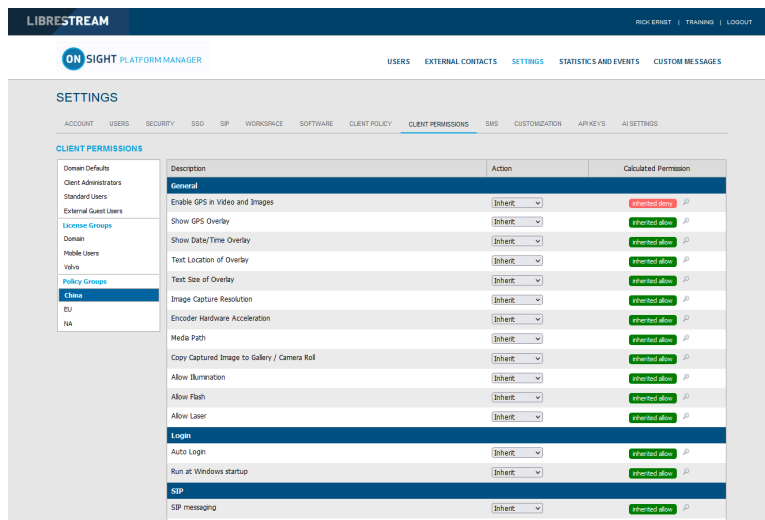 LIBRESTREAM
RICK ERNST | TRAINING | LOGOUT
ON SIGHT PLATFORM MANAGER
USERS EXTERNAL CONTACTS SETTINGS STATISTICS AND EVENTS CUSTOM MESSAGES
SETTINGS
ACCOUNT USERS SECURITY SSO SIP WORKSPACE SOFTWARE CLIENT POLICY CLIENT PERMISSIONS SMS CUSTOMIZATION API KEYS AI SETTINGS
CLIENT PERMISSIONS
Domain Defaults
Client Administrators
Standard Users
External Guest Users
License Groups
Domain
Mobile Users
Volvo
Policy Groups
China
EU
NA
Description Action Calculated Permission
General
Enable GPS in Video and Images Inherit inherited deny
Show GPS Overlay Inherit inherited allow
Show Date/Time Overlay Inherit inherited allow
Text Location of Overlay Inherit inherited allow
Text Size of Overlay Inherit inherited allow
Image Capture Resolution Inherit inherited allow
Encoder Hardware Acceleration Inherit inherited allow
Media Path Inherit inherited allow
Copy Captured Image to Gallery / Camera Roll Inherit inherited allow
Allow Illumination Inherit inherited allow
Allow Flash Inherit inherited allow
Allow Laser Inherit inherited allow
Login
Auto Login Inherit inherited allow
Run at Windows startup Inherit inherited allow
SIP
SIP messaging Inherit inherited allow